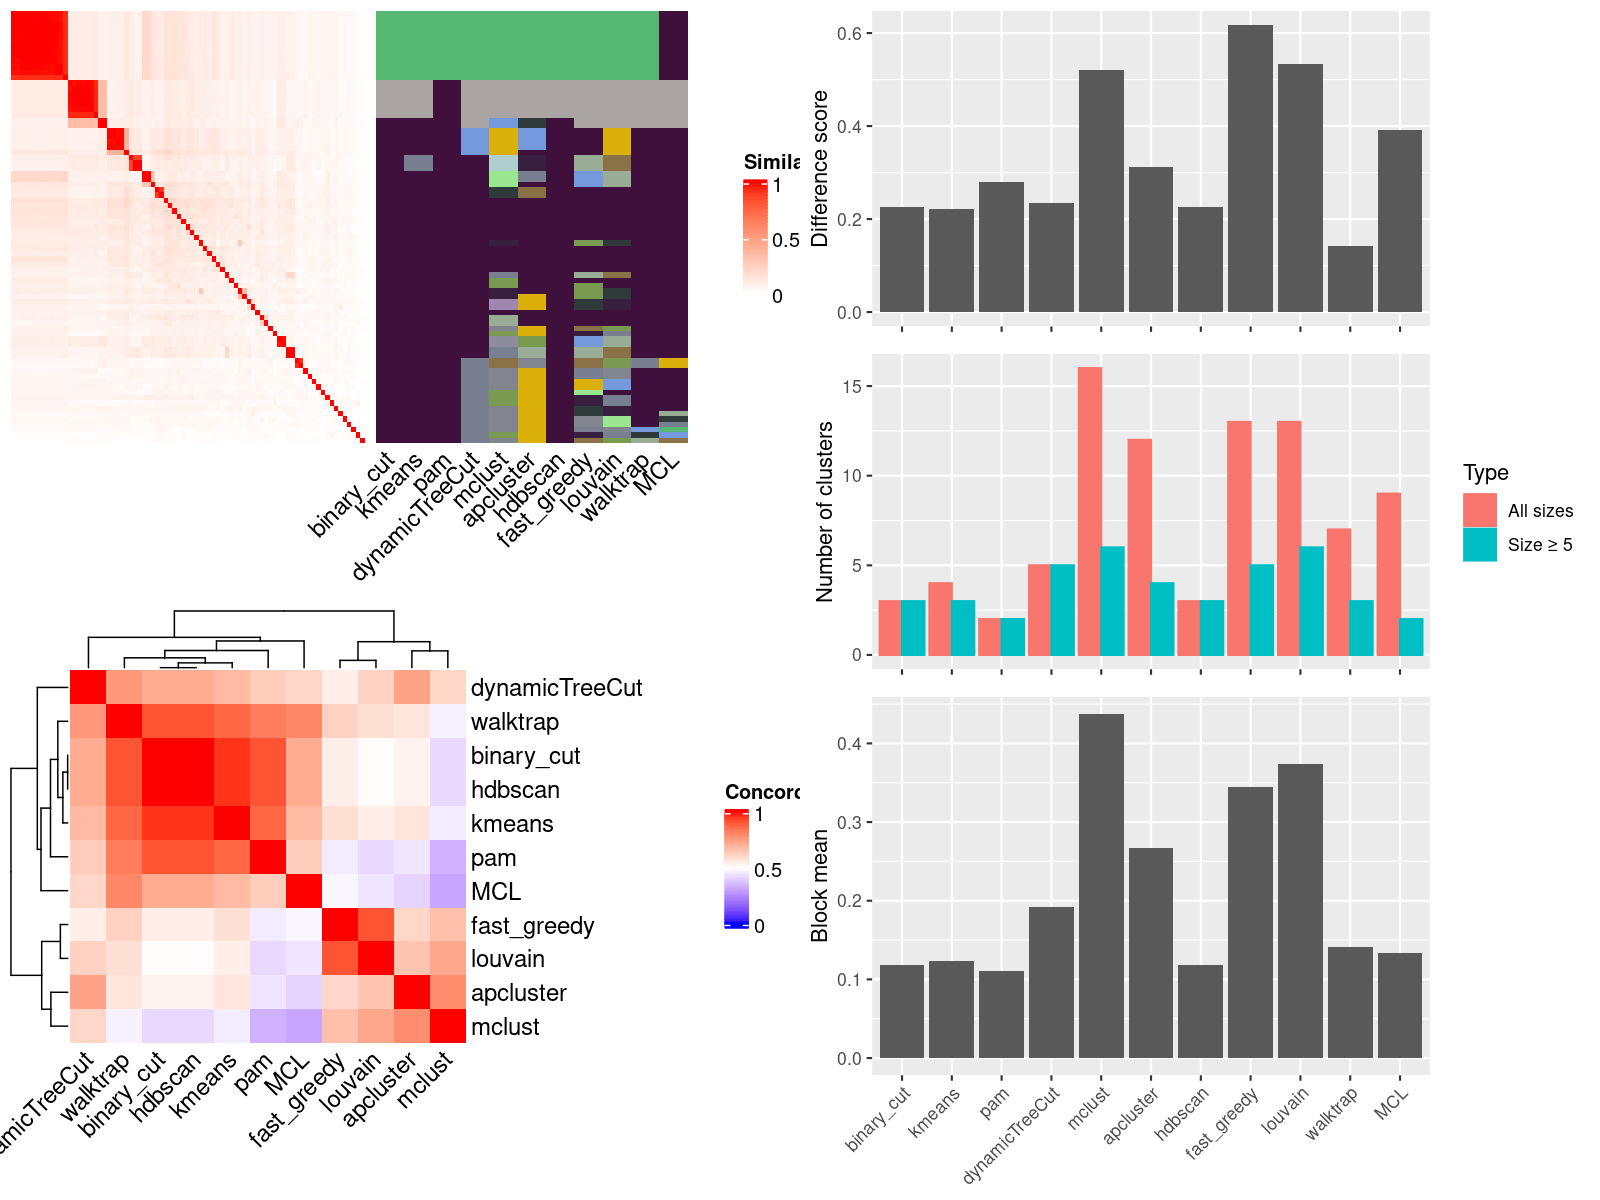 Simila
1
0.5
0
binary_cut
kmeans
pam
dynamicTreeCut
mclust
apcluster
hdbscan
fast_greedy
louvain
walktrap
MCL
dynamicTreeCut
walktrap
binary_cut
hdbscan
kmeans
pam
MCL
fast_greedy
louvain
apcluster
mclust
amicTreeCut
walktrap
binary_cut
hdbscan
kmeans
pam
MCL
fast_greedy
louvain
apcluster
mclust
Concord
1
0.5
0
Difference score
0.6
0.4
0.2
0.0
Number of clusters
15
10
5
0
Type
All sizes
Size ≥ 5
Block mean
0.4
0.3
0.2
0.1
0.0
binary_cut
kmeans
pam
dynamicTreeCut
mclust
apcluster
hdbscan
fast_greedy
louvain
walktrap
MCL